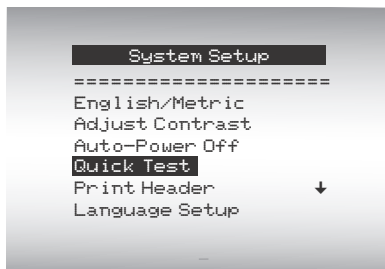 System Setup
=====================
English/Metric
Adjust Contrast
Auto-Power Off
Quick Test
Print Header ↓
Language Setup